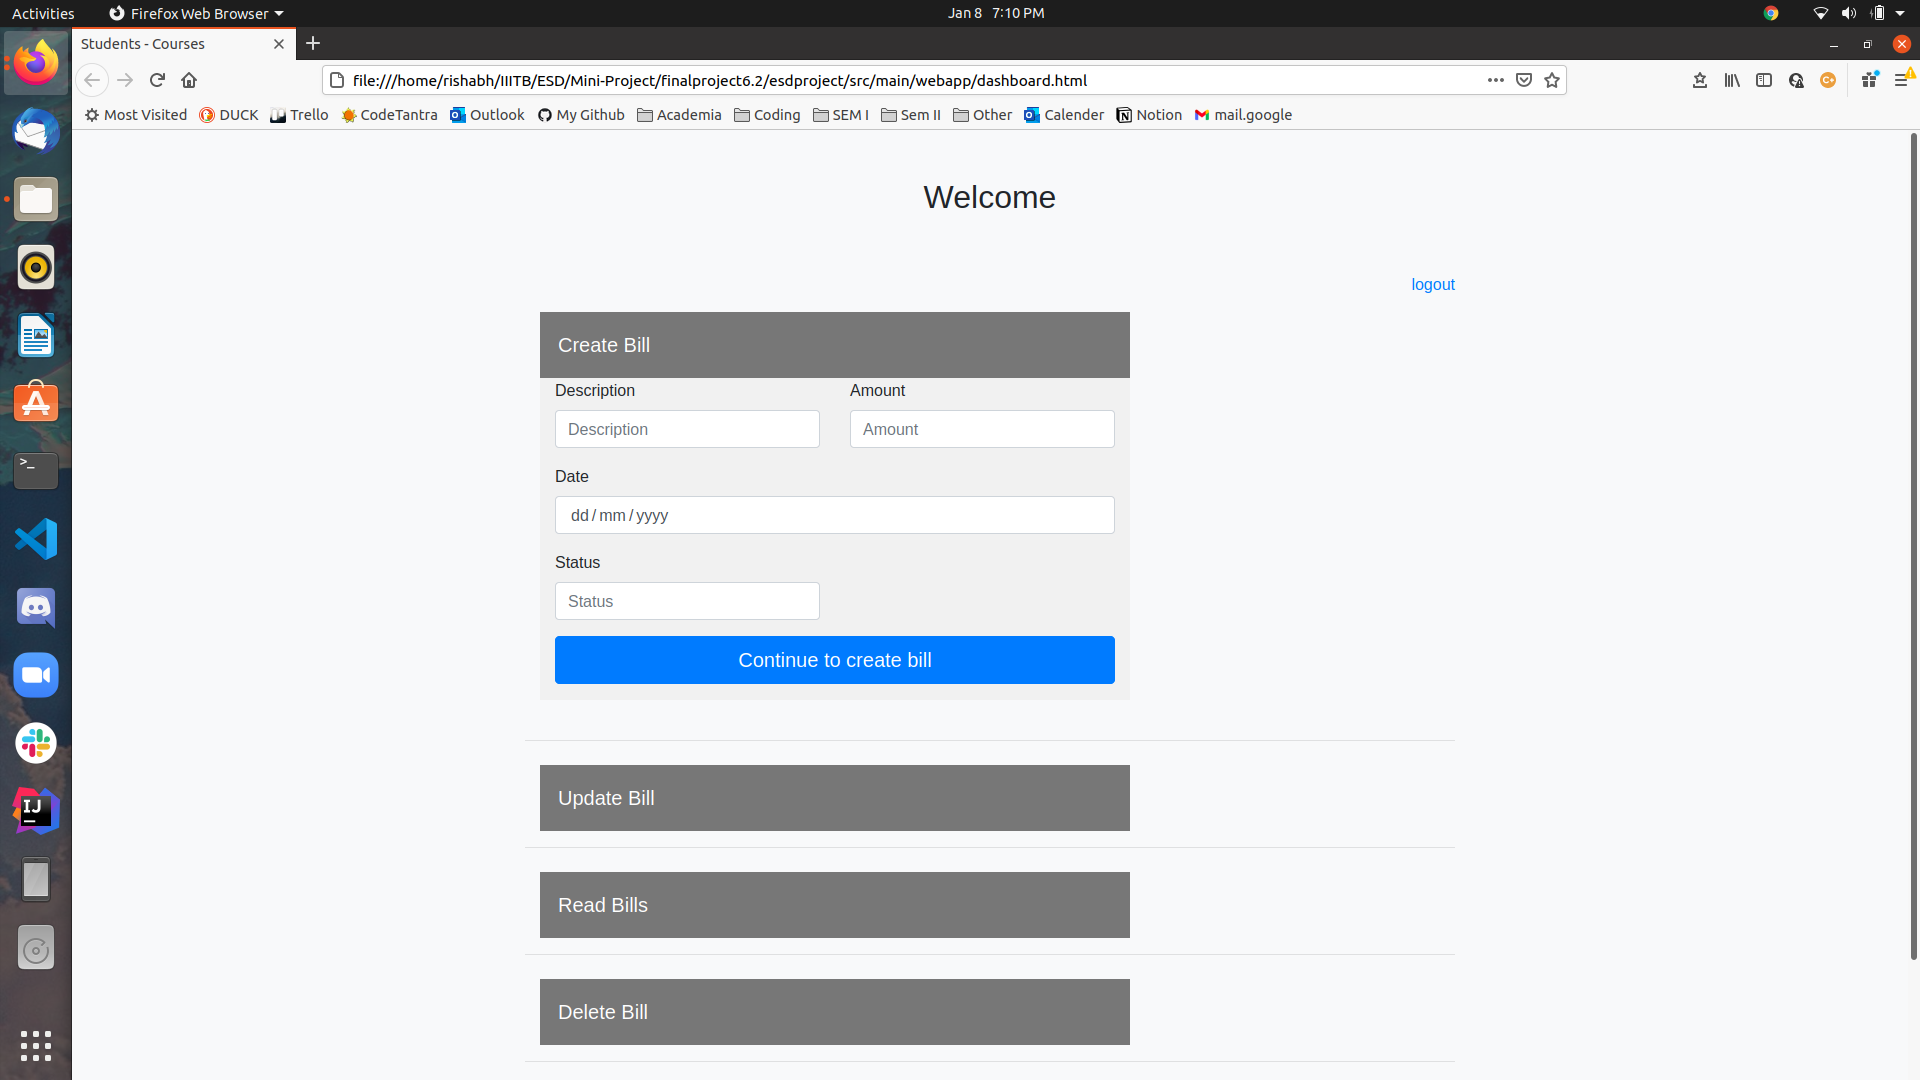 Activities Firefox Web Browser Jan 8 7:10 PM
Students - Courses
file:///home/rishabh/IIITB/ESD/Mini-Project/finalproject6.2/esdproject/src/main/webapp/dashboard.html
Most Visited DUCK Trello CodeTantra Outlook My Github Academia Coding SEM I Sem II Other Calender Notion mail.google
Welcome
logout
Create Bill
Description Amount
Description Amount
Date
dd/mm/yyyy
Status
Status
Continue to create bill
Update Bill
Read Bills
Delete Bill
>_
IJ
C+